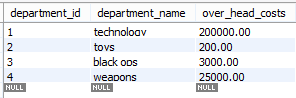 department_id department_name over_head_costs
1 technology 200000.00
2 toys 200.00
3 black ops 3000.00
4 weapons 25000.00
NULL NULL NULL